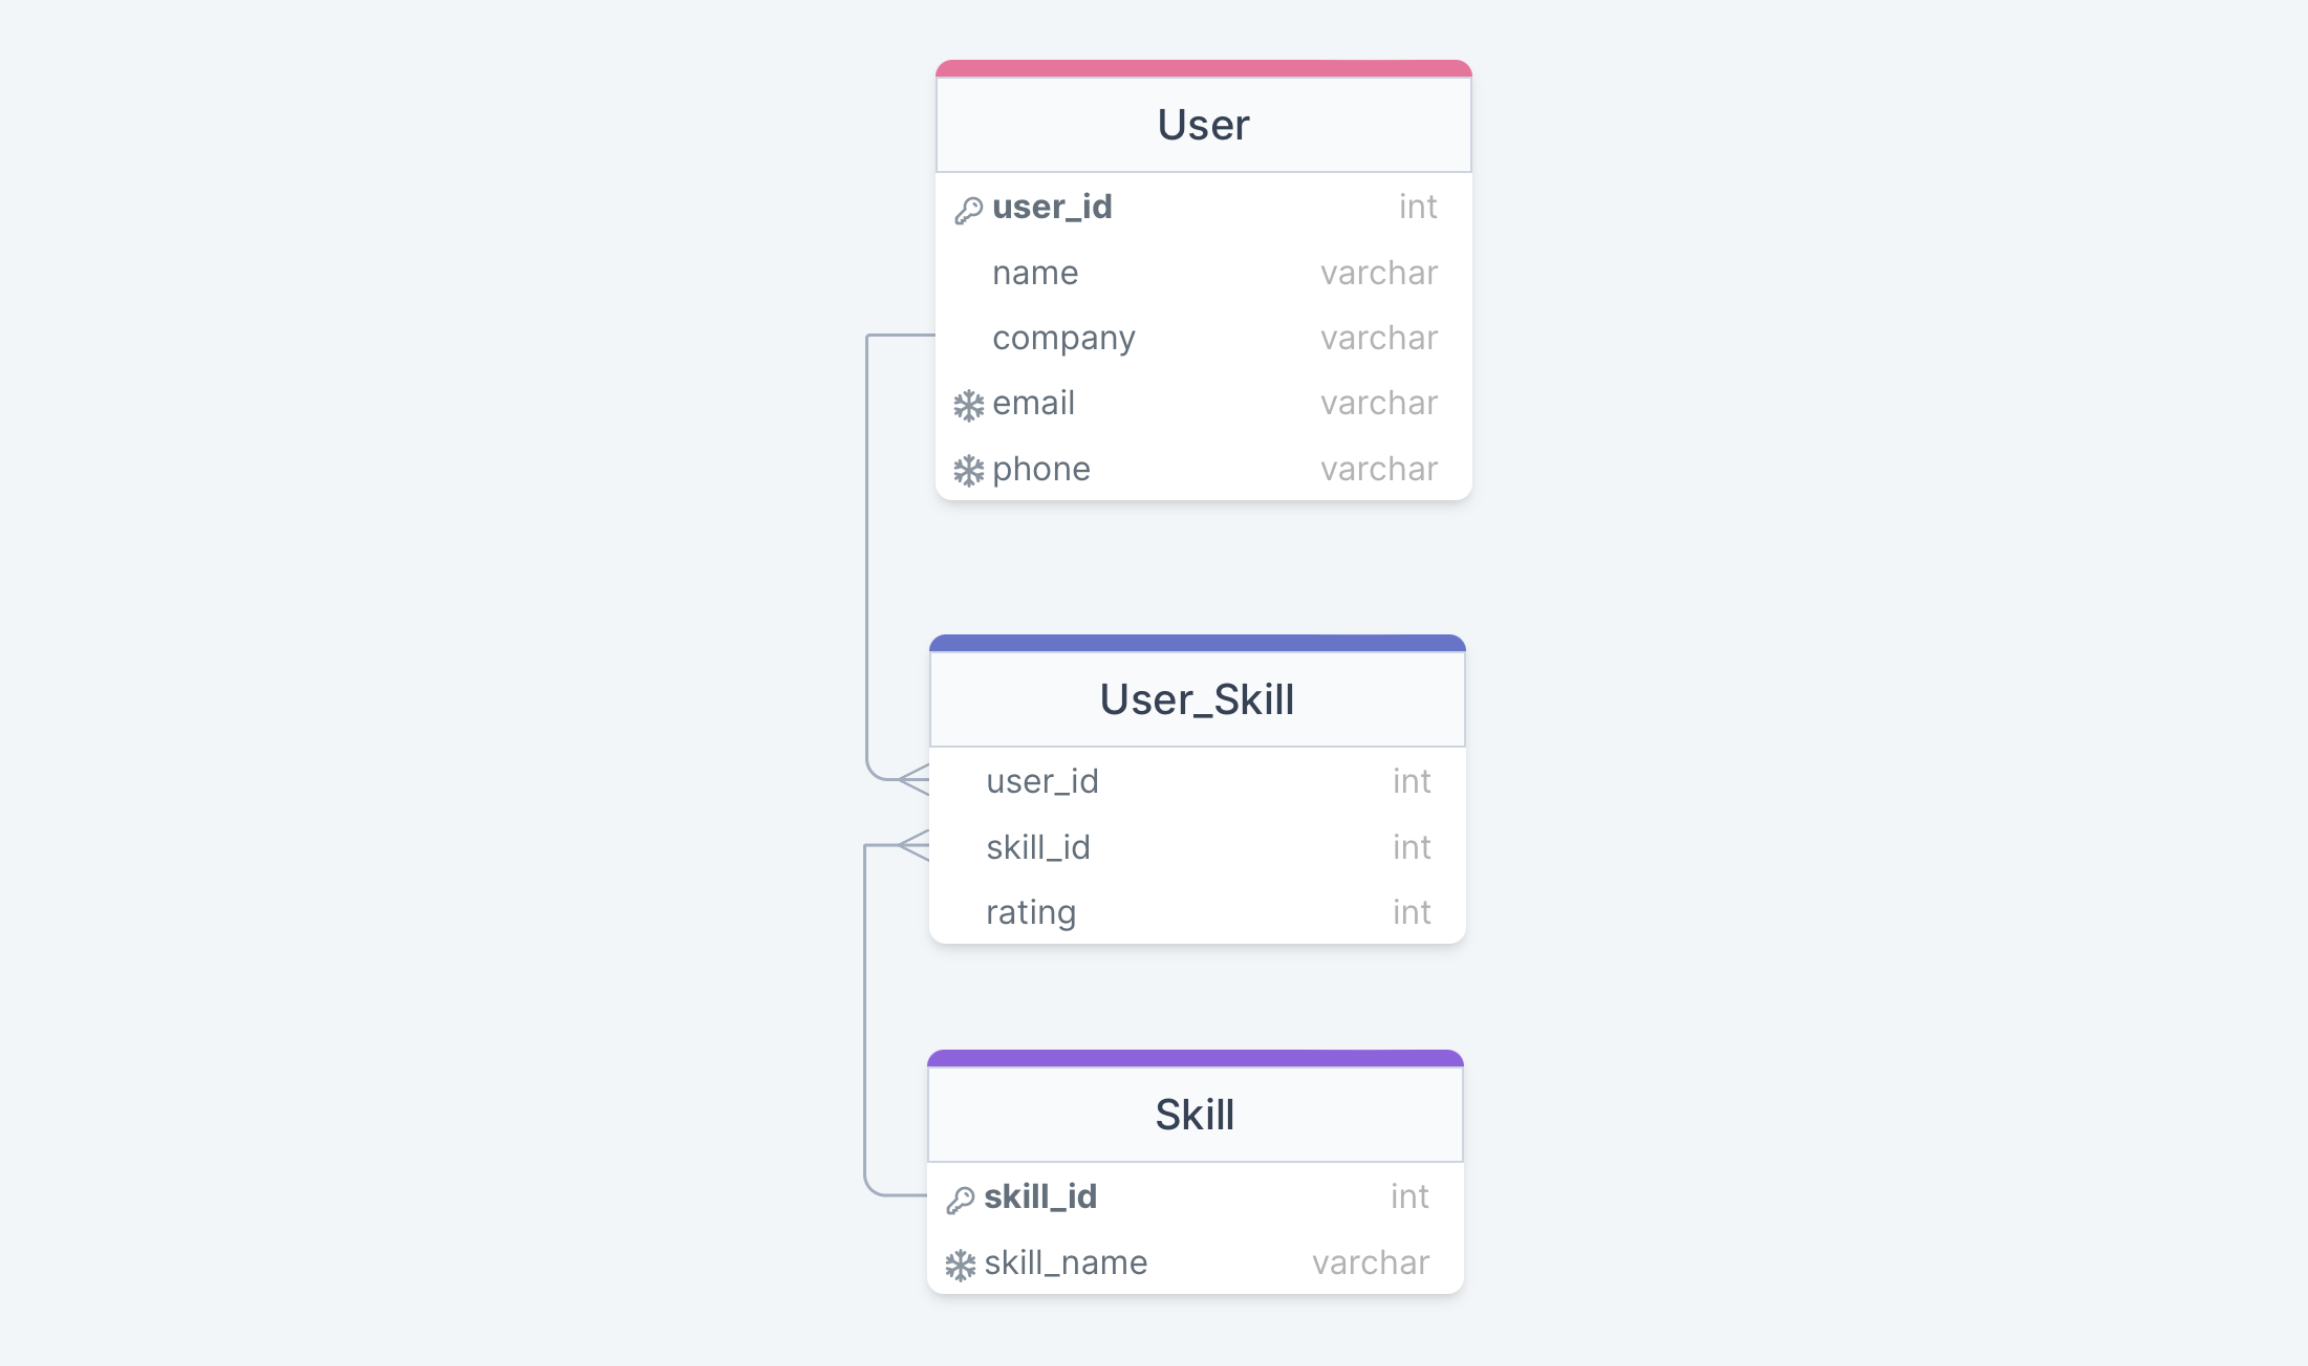 User
user_id int
name varchar
company varchar
email varchar
phone varchar
User_Skill
user_id int
skill_id int
rating int
Skill
skill_id int
skill_name varchar